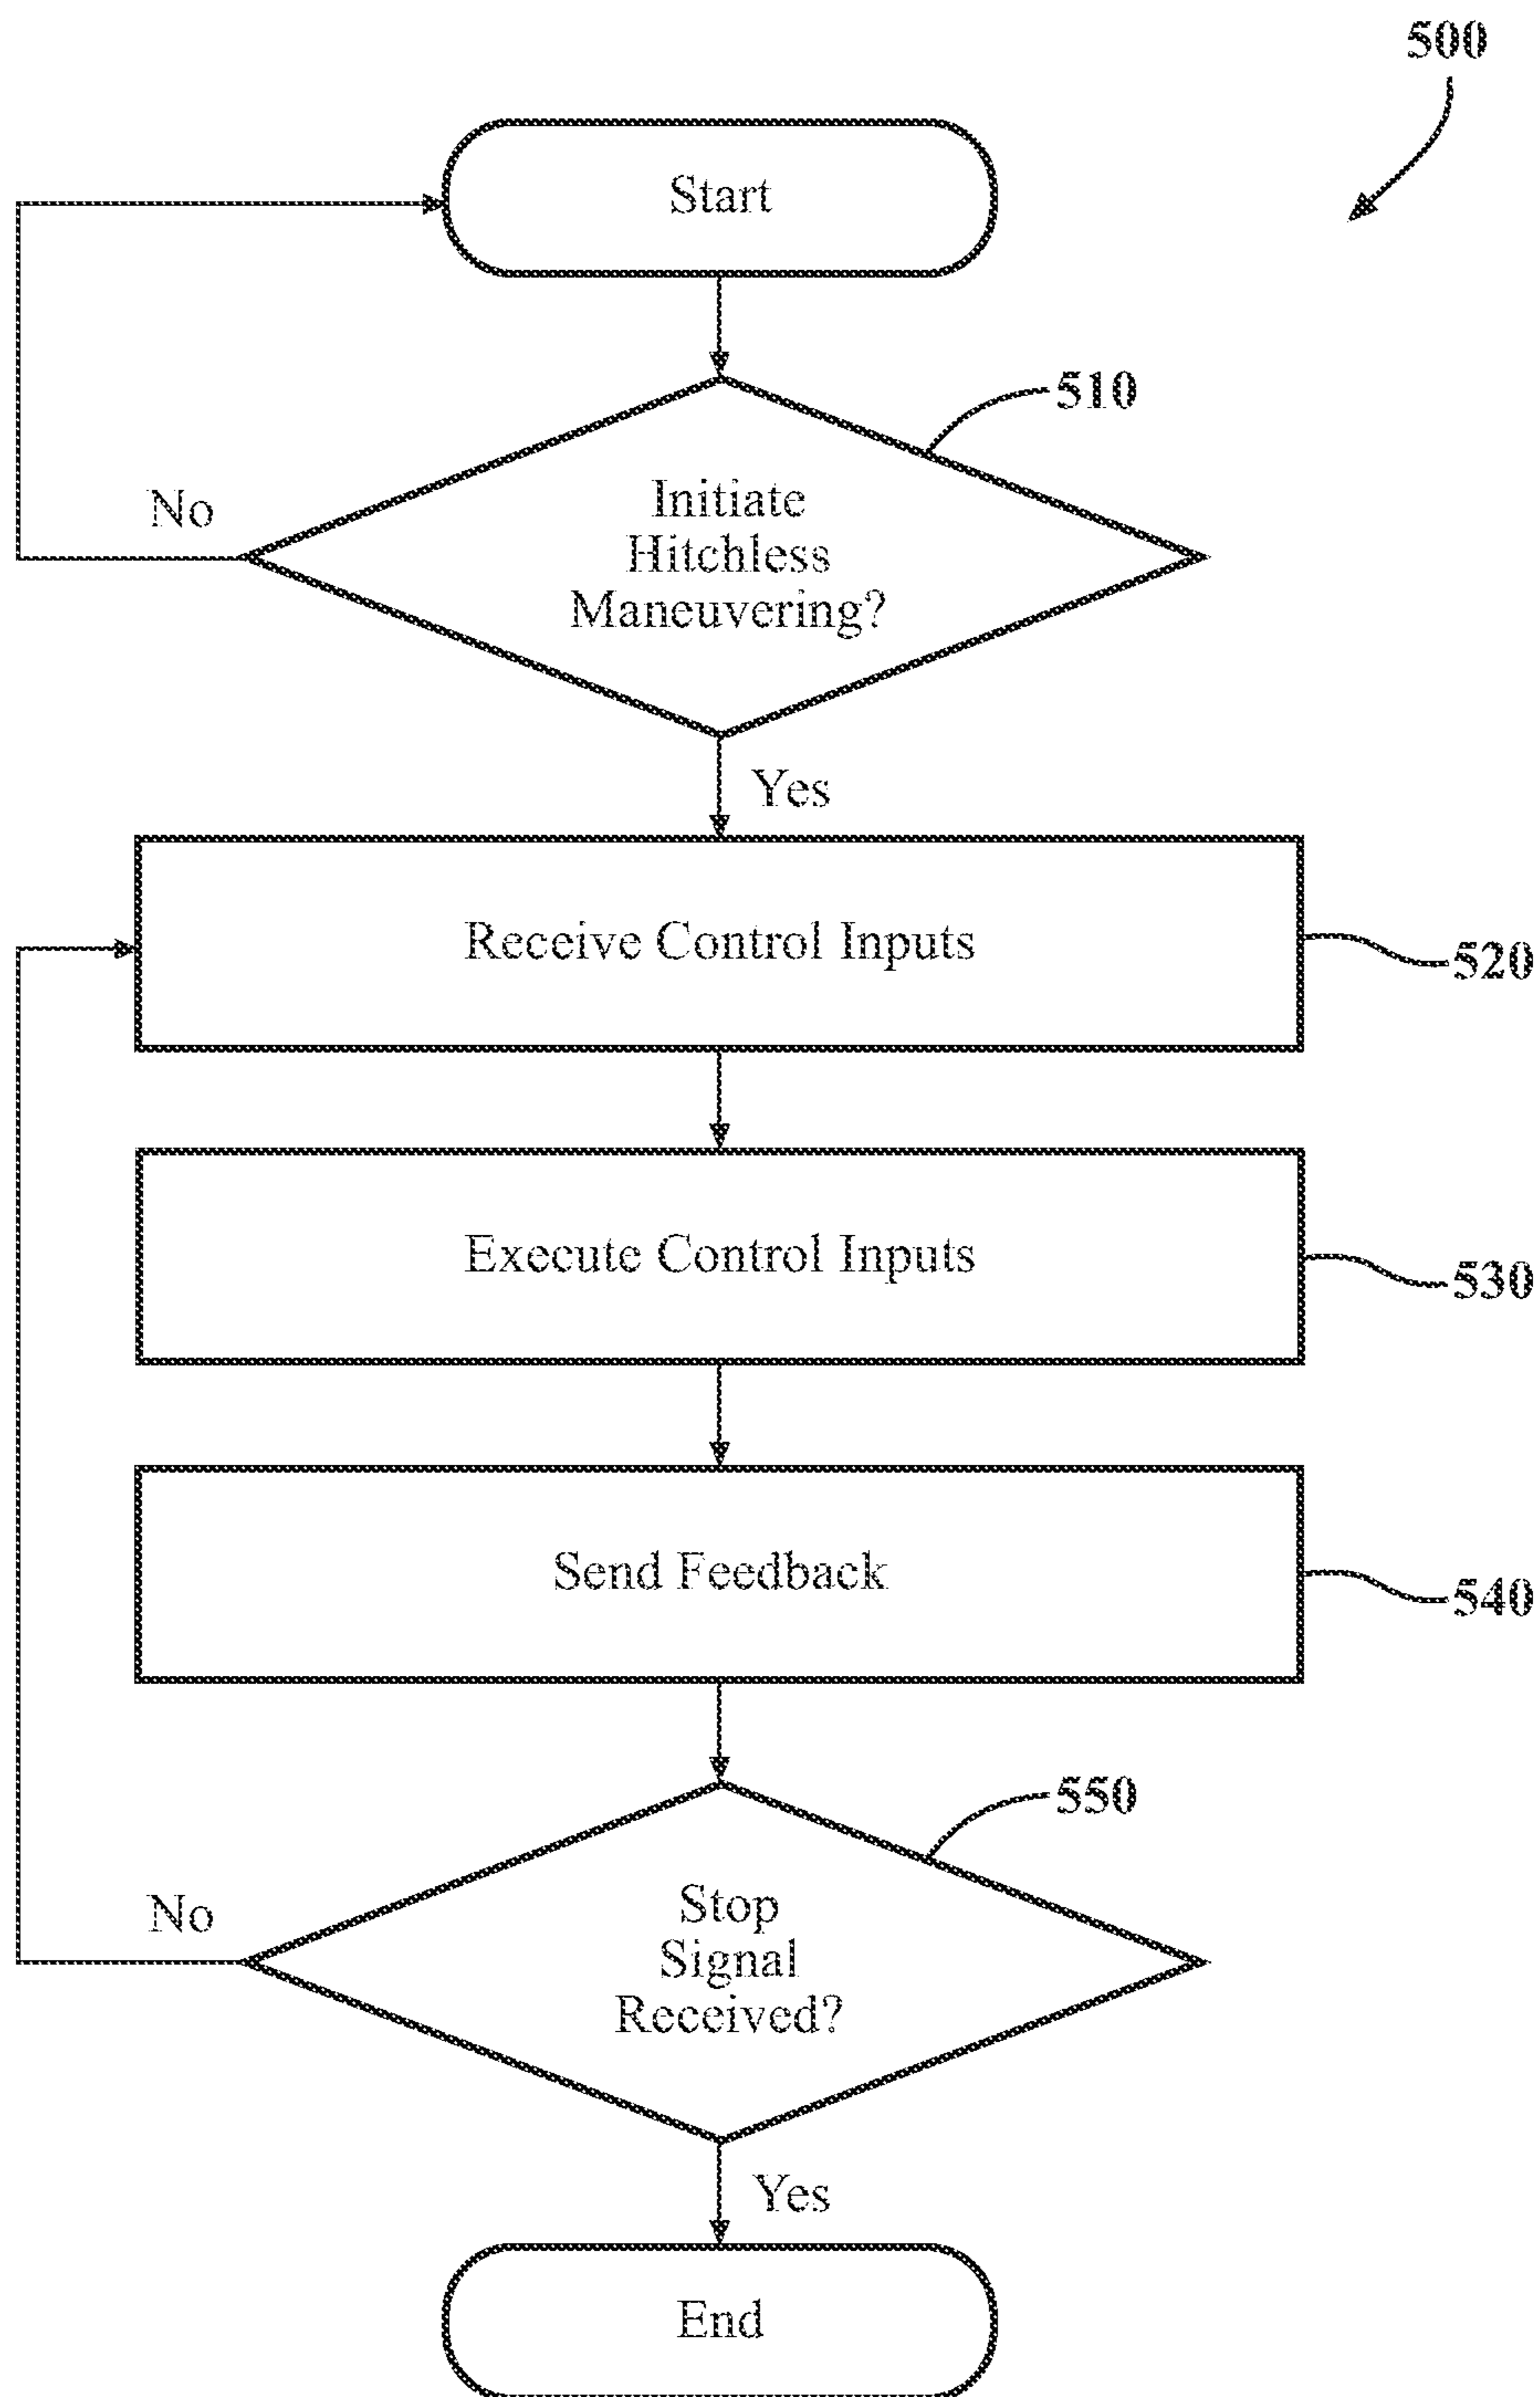 500
Start
510
Initiate
Hitchless
Maneuvering?
No
Yes
Receive Control Inputs
520
Execute Control Inputs
530
Send Feedback
540
550
Stop
Signal
Received?
No
Yes
End